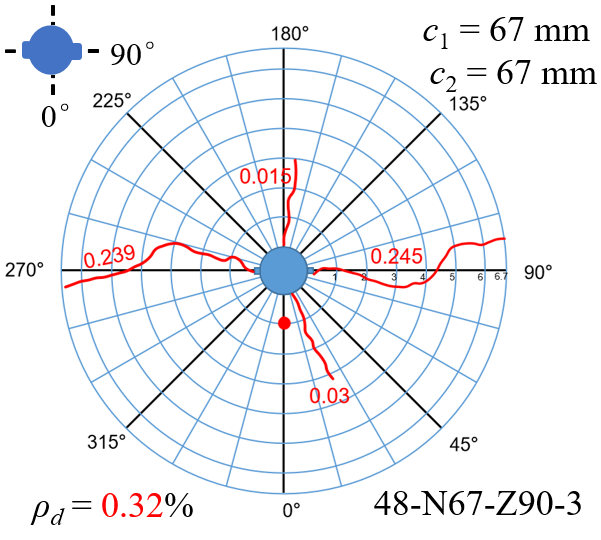 180°
c₁ = 67 mm
c₂ = 67 mm
90°
0°
225°
135°
0.015
0.239
0.245
270°
1 2 3 4 5 6 6.7
90°
0.03
315°
45°
0°
ρd = 0.32%
48-N67-Z90-3